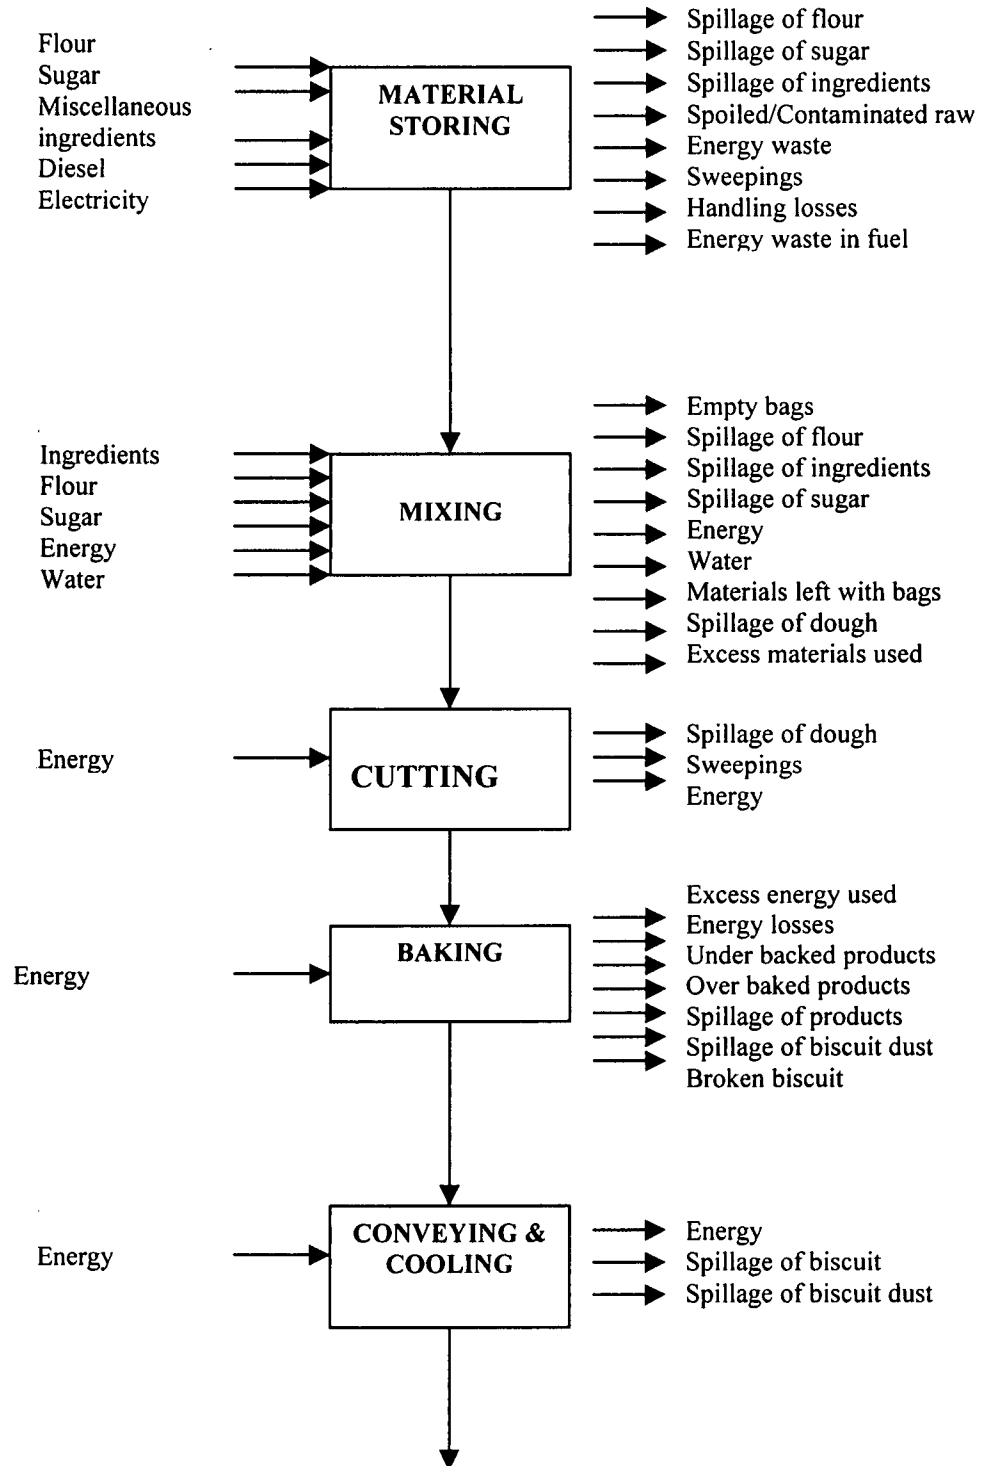 Flour
Sugar
Miscellaneous
ingredients
Diesel
Electricity
MATERIAL
STORING
Spillage of flour
Spillage of sugar
Spillage of ingredients
Spoiled/Contaminated raw
Energy waste
Sweepings
Handling losses
Energy waste in fuel
Ingredients
Flour
Sugar
Energy
Water
MIXING
Empty bags
Spillage of flour
Spillage of ingredients
Spillage of sugar
Energy
Water
Materials left with bags
Spillage of dough
Excess materials used
Energy
CUTTING
Spillage of dough
Sweepings
Energy
Energy
BAKING
Excess energy used
Energy losses
Under backed products
Over baked products
Spillage of products
Spillage of biscuit dust
Broken biscuit
Energy
CONVEYING &
COOLING
Energy
Spillage of biscuit
Spillage of biscuit dust